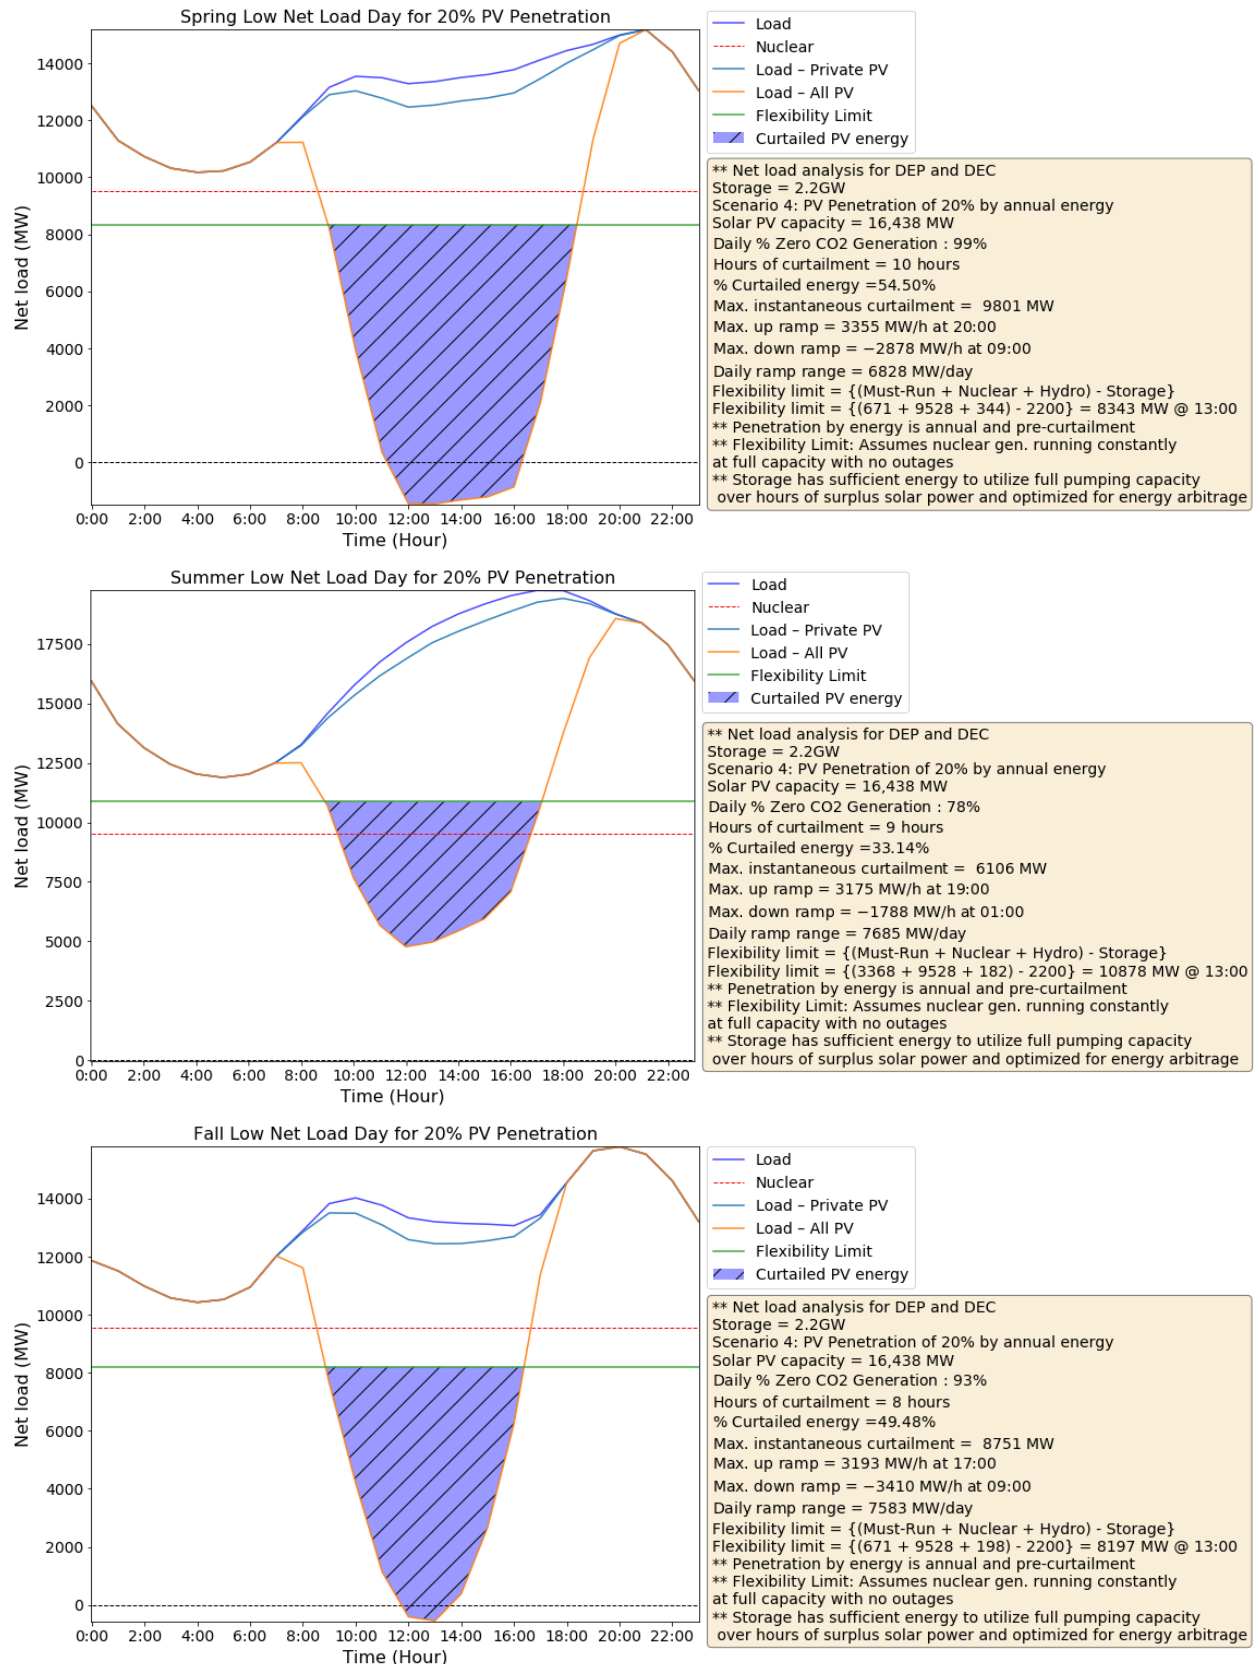 Spring Low Net Load Day for 20% PV Penetration
Net load (MW)
14000
12000
10000
8000
6000
4000
2000
0
0:00 2:00 4:00 6:00 8:00 10:00 12:00 14:00 16:00 18:00 20:00 22:00
Time (Hour)
Load
Nuclear
Load – Private PV
Load – All PV
Flexibility Limit
Curtailed PV energy
** Net load analysis for DEP and DEC
Storage = 2.2GW
Scenario 4: PV Penetration of 20% by annual energy
Solar PV capacity = 16,438 MW
Daily % Zero CO2 Generation : 99%
Hours of curtailment = 10 hours
% Curtailed energy =54.50%
Max. instantaneous curtailment =  9801 MW
Max. up ramp = 3355 MW/h at 20:00
Max. down ramp = −2878 MW/h at 09:00
Daily ramp range = 6828 MW/day
Flexibility limit = {(Must-Run + Nuclear + Hydro) - Storage}
Flexibility limit = {(671 + 9528 + 344) - 2200} = 8343 MW @ 13:00
** Penetration by energy is annual and pre-curtailment
** Flexibility Limit: Assumes nuclear gen. running constantly
at full capacity with no outages
** Storage has sufficient energy to utilize full pumping capacity
over hours of surplus solar power and optimized for energy arbitrage
Summer Low Net Load Day for 20% PV Penetration
Net load (MW)
17500
15000
12500
10000
7500
5000
2500
0
0:00 2:00 4:00 6:00 8:00 10:00 12:00 14:00 16:00 18:00 20:00 22:00
Time (Hour)
Load
Nuclear
Load – Private PV
Load – All PV
Flexibility Limit
Curtailed PV energy
** Net load analysis for DEP and DEC
Storage = 2.2GW
Scenario 4: PV Penetration of 20% by annual energy
Solar PV capacity = 16,438 MW
Daily % Zero CO2 Generation : 78%
Hours of curtailment = 9 hours
% Curtailed energy =33.14%
Max. instantaneous curtailment =  6106 MW
Max. up ramp = 3175 MW/h at 19:00
Max. down ramp = −1788 MW/h at 01:00
Daily ramp range = 7685 MW/day
Flexibility limit = {(Must-Run + Nuclear + Hydro) - Storage}
Flexibility limit = {(3368 + 9528 + 182) - 2200} = 10878 MW @ 13:00
** Penetration by energy is annual and pre-curtailment
** Flexibility Limit: Assumes nuclear gen. running constantly
at full capacity with no outages
** Storage has sufficient energy to utilize full pumping capacity
over hours of surplus solar power and optimized for energy arbitrage
Fall Low Net Load Day for 20% PV Penetration
Net load (MW)
14000
12000
10000
8000
6000
4000
2000
0
0:00 2:00 4:00 6:00 8:00 10:00 12:00 14:00 16:00 18:00 20:00 22:00
Time (Hour)
Load
Nuclear
Load – Private PV
Load – All PV
Flexibility Limit
Curtailed PV energy
** Net load analysis for DEP and DEC
Storage = 2.2GW
Scenario 4: PV Penetration of 20% by annual energy
Solar PV capacity = 16,438 MW
Daily % Zero CO2 Generation : 93%
Hours of curtailment = 8 hours
% Curtailed energy =49.48%
Max. instantaneous curtailment =  8751 MW
Max. up ramp = 3193 MW/h at 17:00
Max. down ramp = −3410 MW/h at 09:00
Daily ramp range = 7583 MW/day
Flexibility limit = {(Must-Run + Nuclear + Hydro) - Storage}
Flexibility limit = {(671 + 9528 + 198) - 2200} = 8197 MW @ 13:00
** Penetration by energy is annual and pre-curtailment
** Flexibility Limit: Assumes nuclear gen. running constantly
at full capacity with no outages
** Storage has sufficient energy to utilize full pumping capacity
over hours of surplus solar power and optimized for energy arbitrage